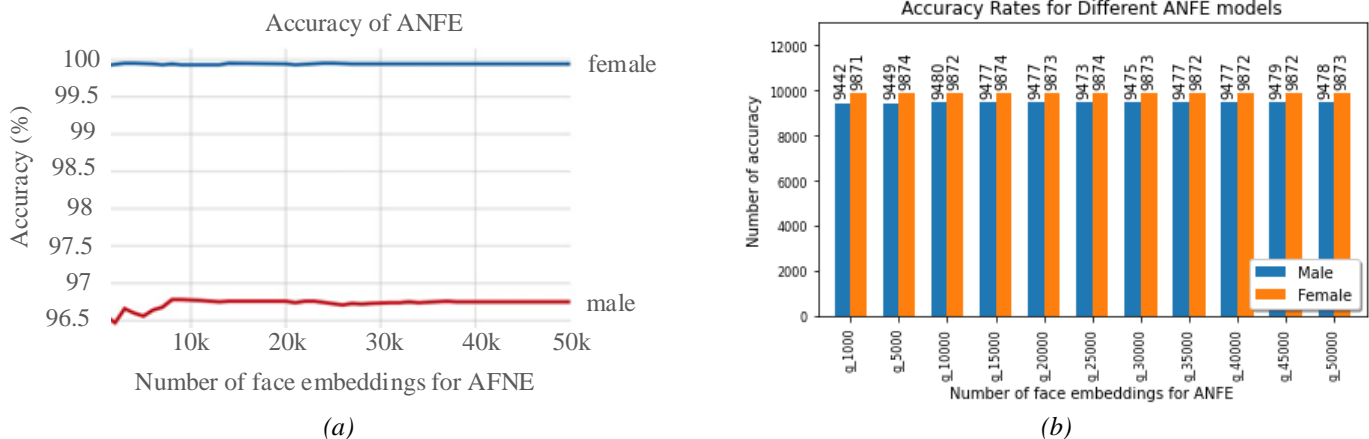 Accuracy of ANFE
Accuracy (%)
100
99.5
99
98.5
98
97.5
97
96.5
female
male
10k 20k 30k 40k 50k
Number of face embeddings for AFNE
(a)
Accuracy Rates for Different ANFE models
Number of accuracy
12000
10000
8000
6000
4000
2000
0
9442 9871 9449 9874 9480 9872 9477 9874 9477 9873 9473 9874 9475 9873 9477 9872 9477 9872 9479 9872 9478 9873
Male
Female
g_1000 g_5000 g_10000 g_15000 g_20000 g_25000 g_30000 g_35000 g_40000 g_45000 g_50000
Number of face embeddings for ANFE
(b)